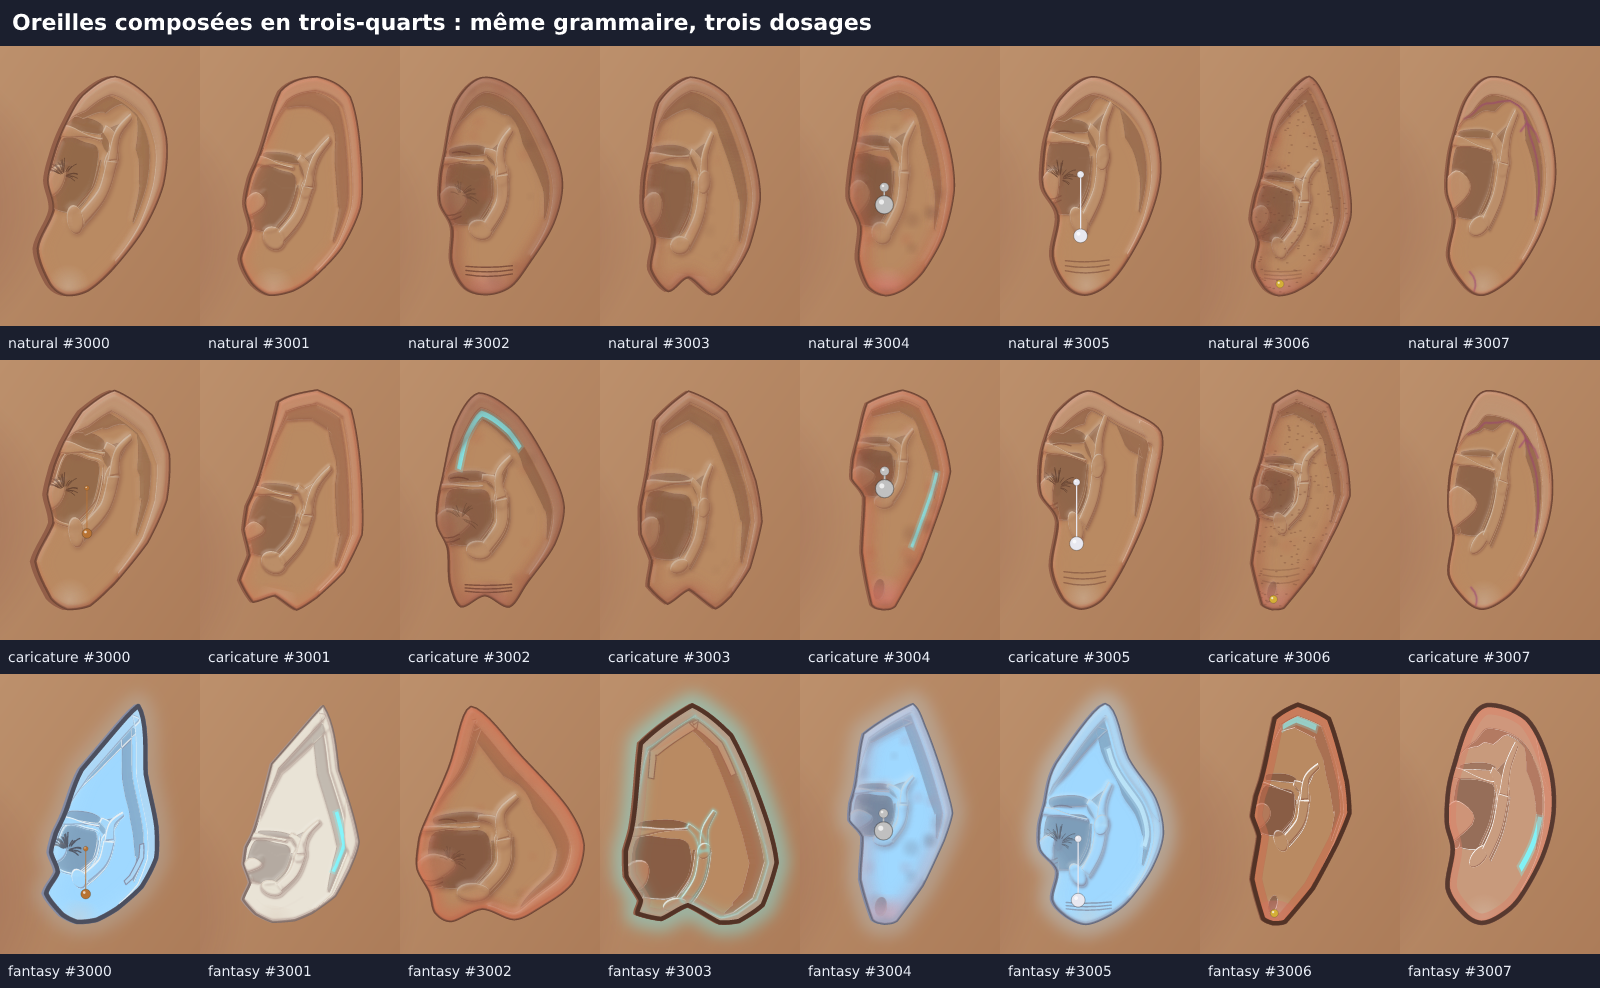 Oreilles composées en trois-quarts : même grammaire, trois dosages
natural #3000 natural #3001 natural #3002 natural #3003 natural #3004 natural #3005 natural #3006 natural #3007
caricature #3000 caricature #3001 caricature #3002 caricature #3003 caricature #3004 caricature #3005 caricature #3006 caricature #3007
fantasy #3000 fantasy #3001 fantasy #3002 fantasy #3003 fantasy #3004 fantasy #3005 fantasy #3006 fantasy #3007